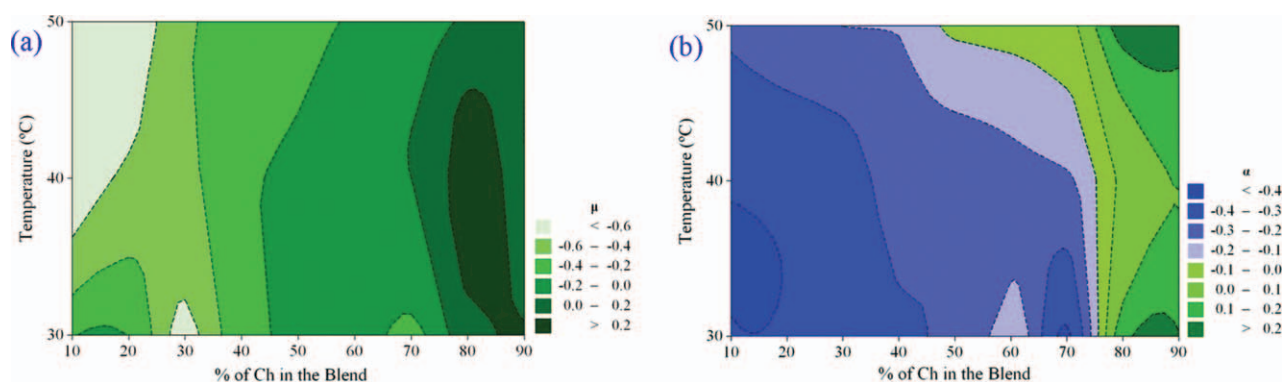 (a)
50
40
30
Temperature (ºC)
10 20 30 40 50 60 70 80 90
% of Ch in the Blend
μ
< -0.6
-0.6 – -0.4
-0.4 – -0.2
-0.2 – 0.0
0.0 – 0.2
> 0.2
(b)
50
40
30
Temperature (ºC)
10 20 30 40 50 60 70 80 90
% of Ch in the Blend
α
< -0.4
-0.4 – -0.3
-0.3 – -0.2
-0.2 – -0.1
-0.1 – 0.0
0.0 – 0.1
0.1 – 0.2
> 0.2